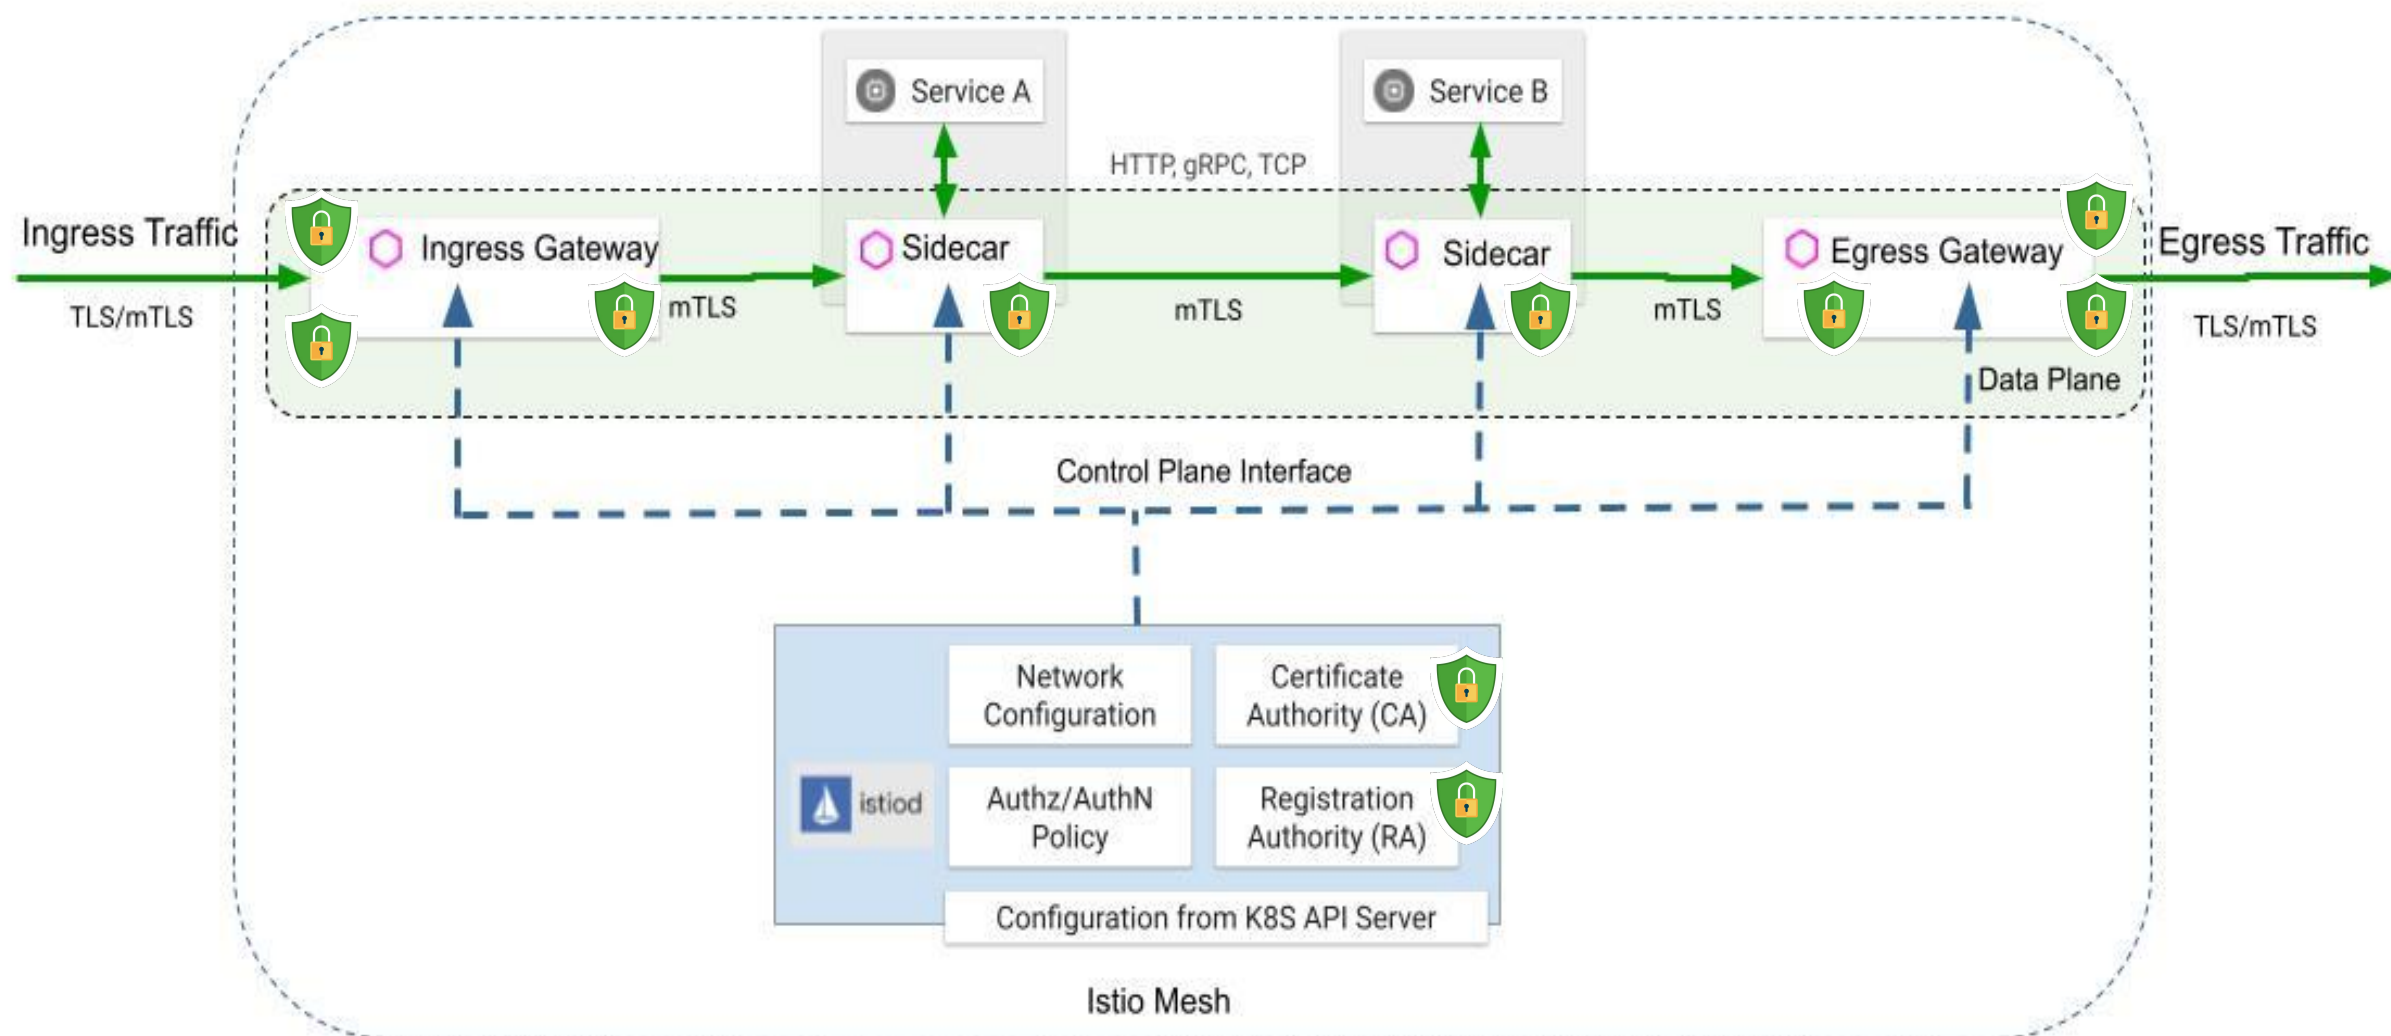 Service A
Service B
HTTP, gRPC, TCP
Ingress Traffic
TLS/mTLS
Ingress Gateway
mTLS
Sidecar
mTLS
Sidecar
mTLS
Egress Gateway
Egress Traffic
TLS/mTLS
Data Plane
Control Plane Interface
Network
Configuration
Certificate
Authority (CA)
istiod
Authz/AuthN
Policy
Registration
Authority (RA)
Configuration from K8S API Server
Istio Mesh